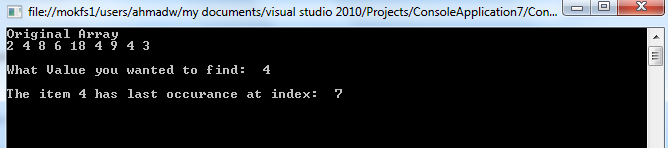 file://mokfs1/users/ahmadw/my documents/visual studio 2010/Projects/ConsoleApplication7/Con...
Original Array
2 4 8 6 18 4 9 4 3
What Value you wanted to find:  4
The item 4 has last occurance at index:  7